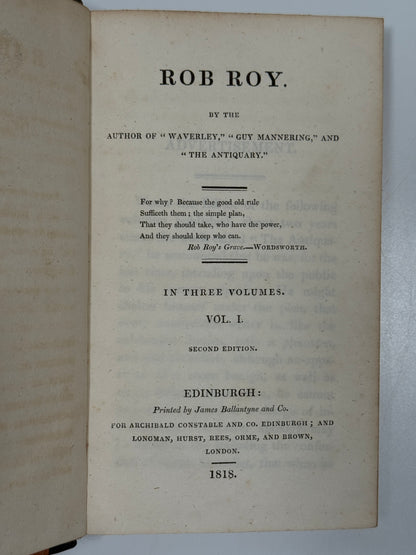 ROB ROY.
BY THE
AUTHOR OF “ WAVERLEY,” “ GUY MANNERING,” AND
“ THE ANTIQUARY.”
For why ? Because the good old rule
Sufficeth them ; the simple plan,
That they should take, who have the power,
And they should keep who can.
Rob Roy's Grave.—WORDSWORTH.
IN THREE VOLUMES.
VOL. I.
SECOND EDITION.
EDINBURGH:
Printed by James Ballantyne and Co.
FOR ARCHIBALD CONSTABLE AND CO. EDINBURGH ; AND
LONGMAN, HURST, REES, ORME, AND BROWN,
LONDON.
1818.